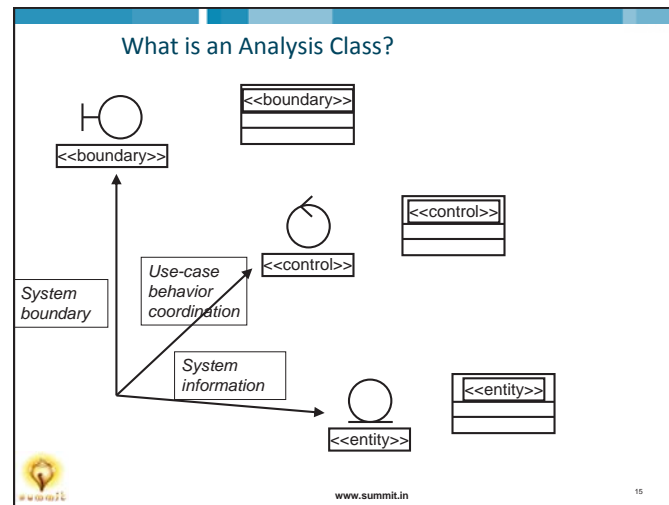 What is an Analysis Class?
<<boundary>>
<<boundary>>
<<control>>
<<control>>
Use-case
behavior
coordination
System
boundary
System
information
<<entity>>
<<entity>>
summit
www.summit.in
15